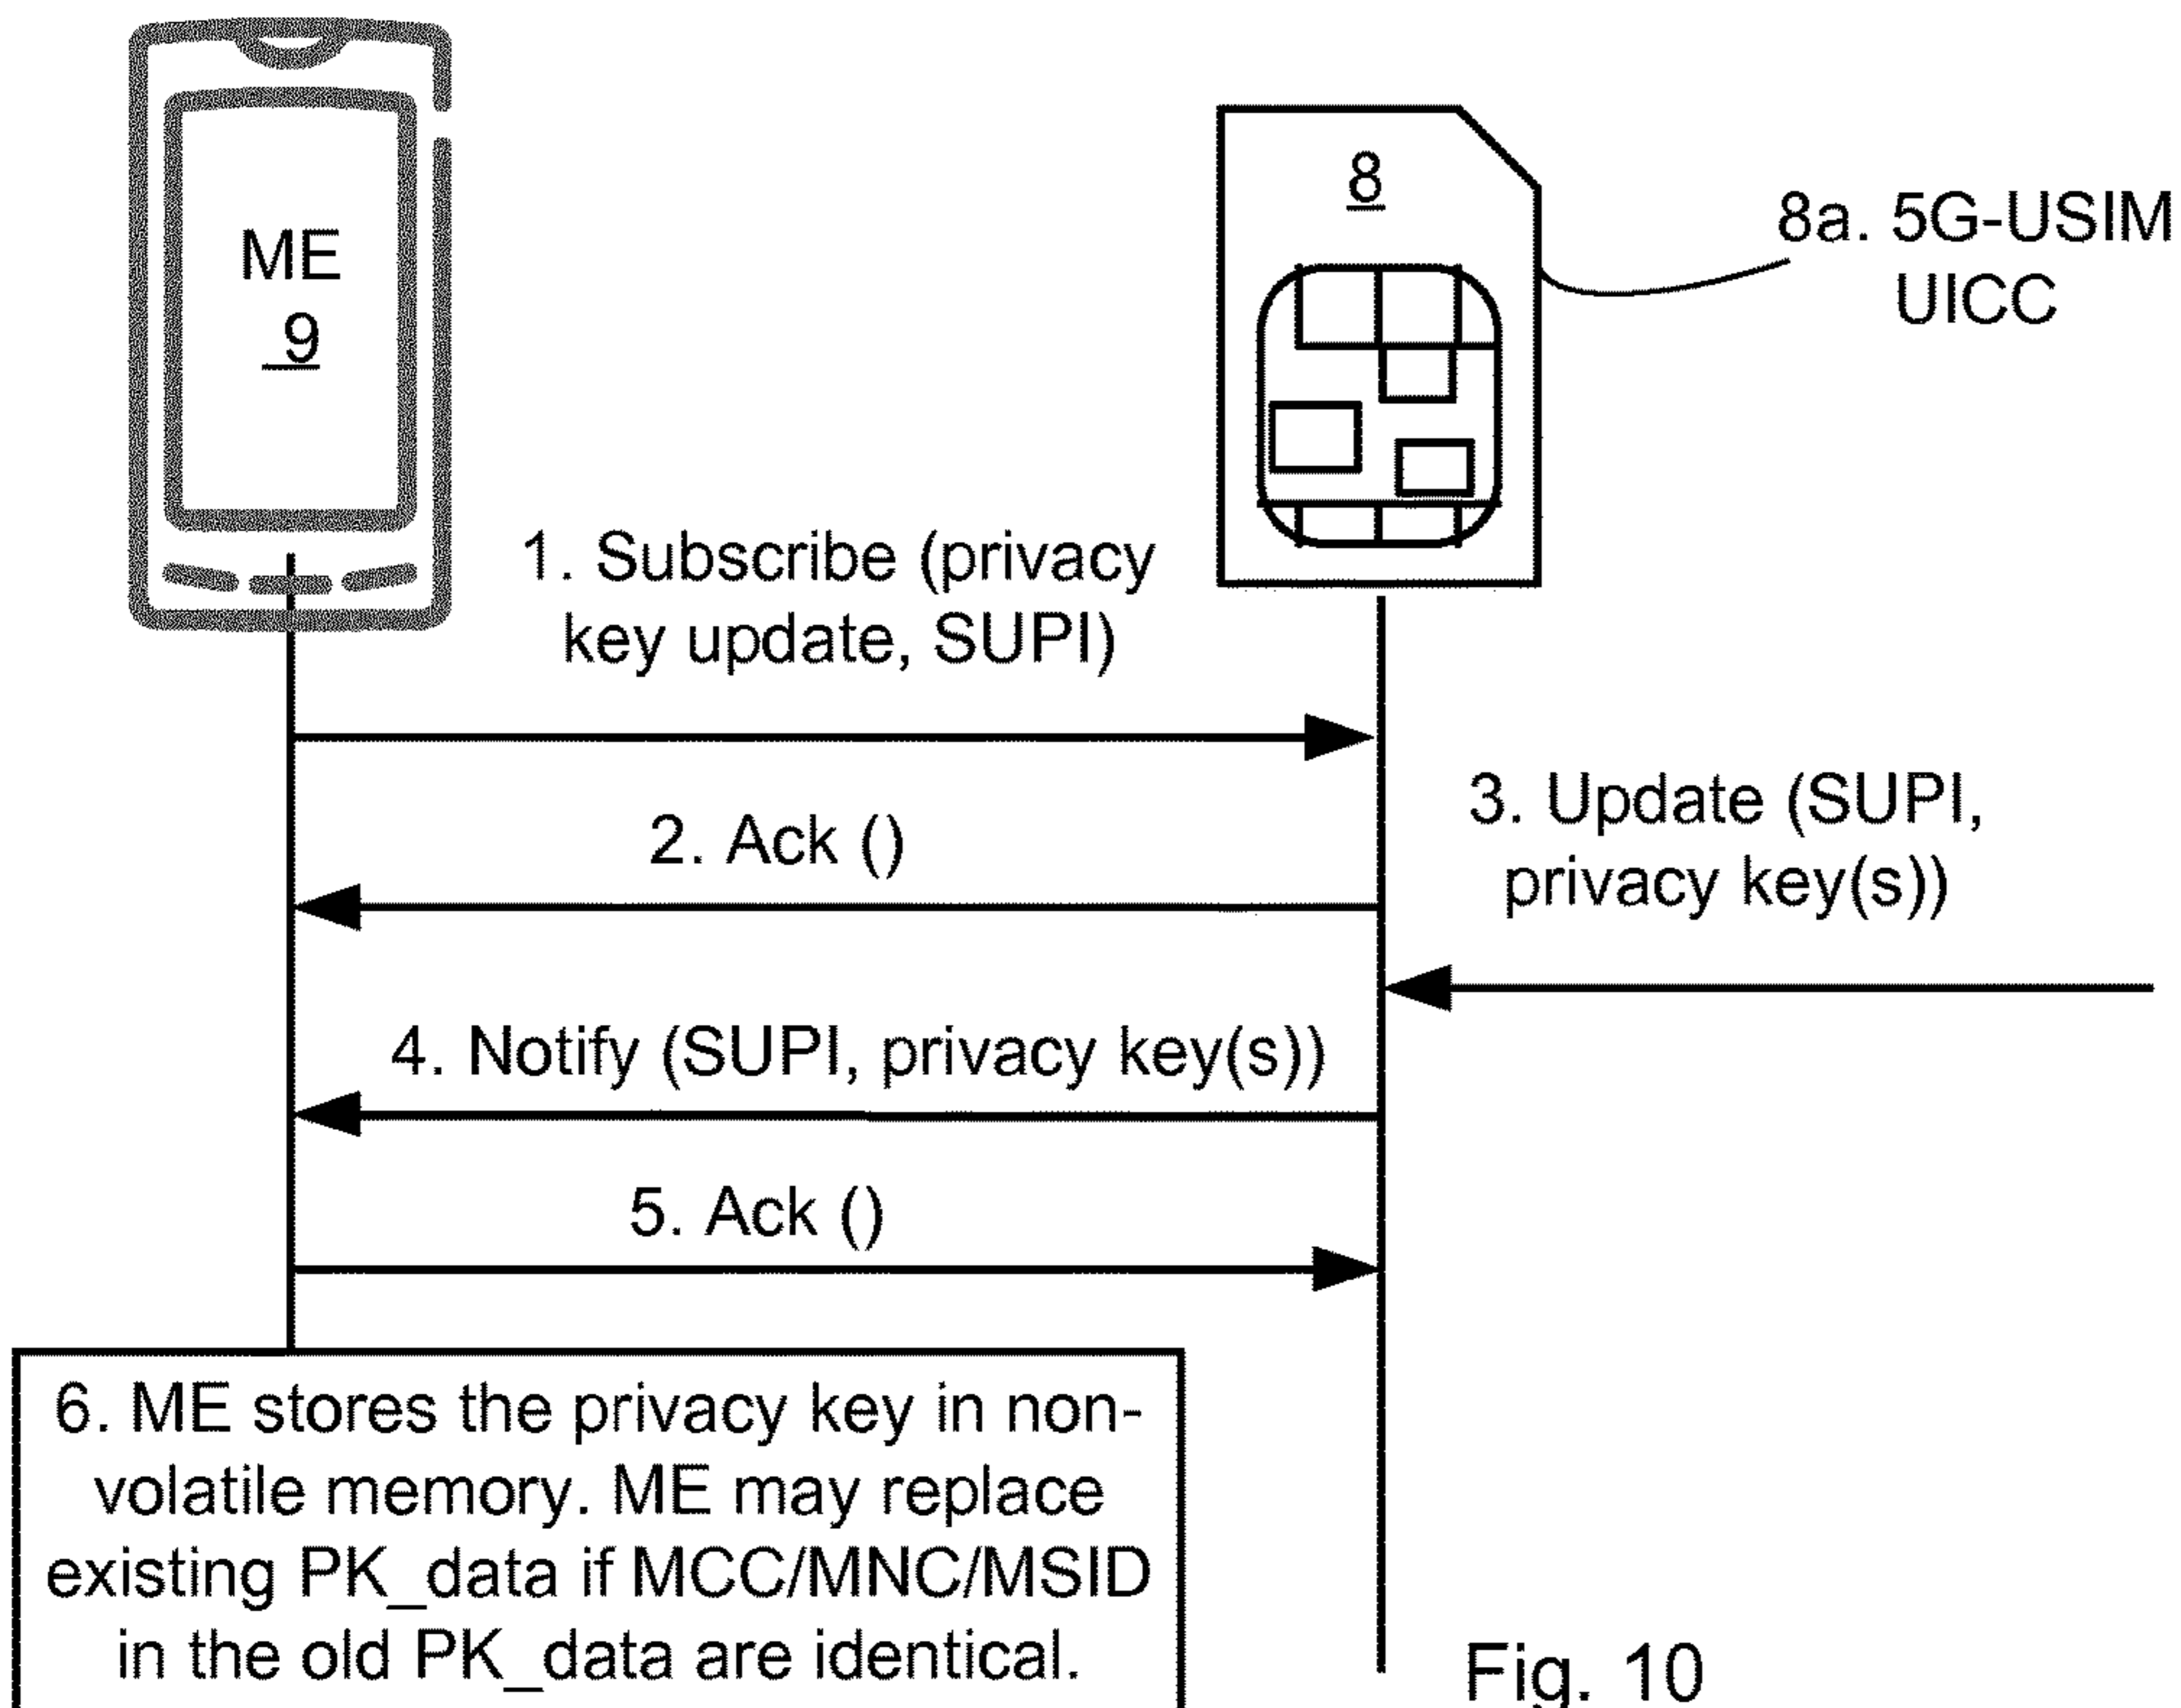 ME
9
8
8a. 5G-USIM
UICC
1. Subscribe (privacy
key update, SUPI)
2. Ack ()
3. Update (SUPI,
privacy key(s))
4. Notify (SUPI, privacy key(s))
5. Ack ()
6. ME stores the privacy key in non-
volatile memory. ME may replace
existing PK_data if MCC/MNC/MSID
in the old PK_data are identical.
Fig. 10